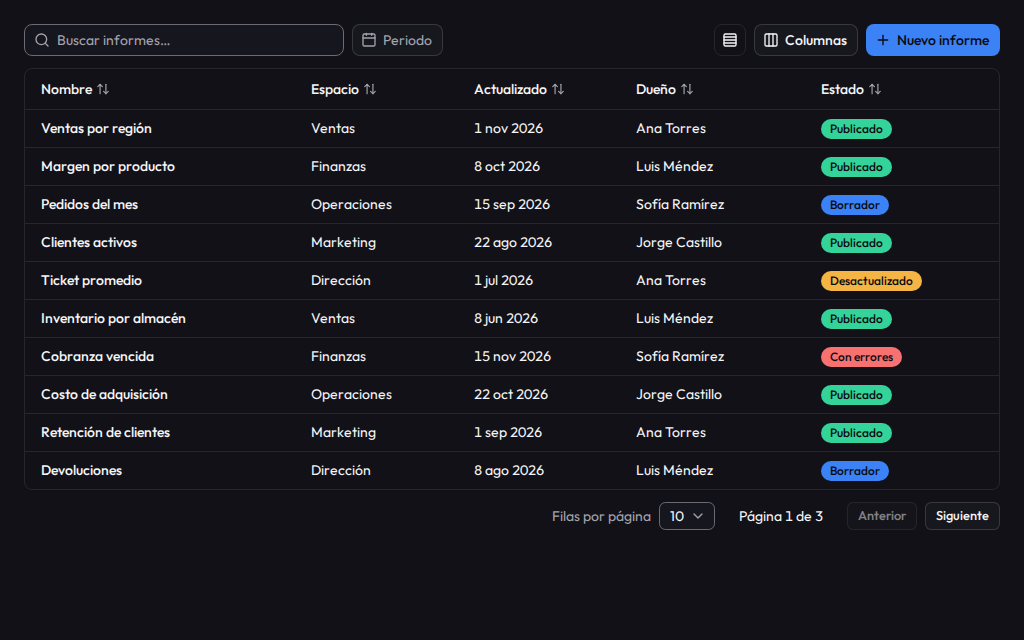 Buscar informes... Periodo Columnas Nuevo informe
Nombre Espacio Actualizado Dueño Estado
Ventas por región Ventas 1 nov 2026 Ana Torres Publicado
Margen por producto Finanzas 8 oct 2026 Luis Méndez Publicado
Pedidos del mes Operaciones 15 sep 2026 Sofía Ramírez Borrador
Clientes activos Marketing 22 ago 2026 Jorge Castillo Publicado
Ticket promedio Dirección 1 jul 2026 Ana Torres Desactualizado
Inventario por almacén Ventas 8 jun 2026 Luis Méndez Publicado
Cobranza vencida Finanzas 15 nov 2026 Sofía Ramírez Con errores
Costo de adquisición Operaciones 22 oct 2026 Jorge Castillo Publicado
Retención de clientes Marketing 1 sep 2026 Ana Torres Publicado
Devoluciones Dirección 8 ago 2026 Luis Méndez Borrador
Filas por página 10 Página 1 de 3 Anterior Siguiente